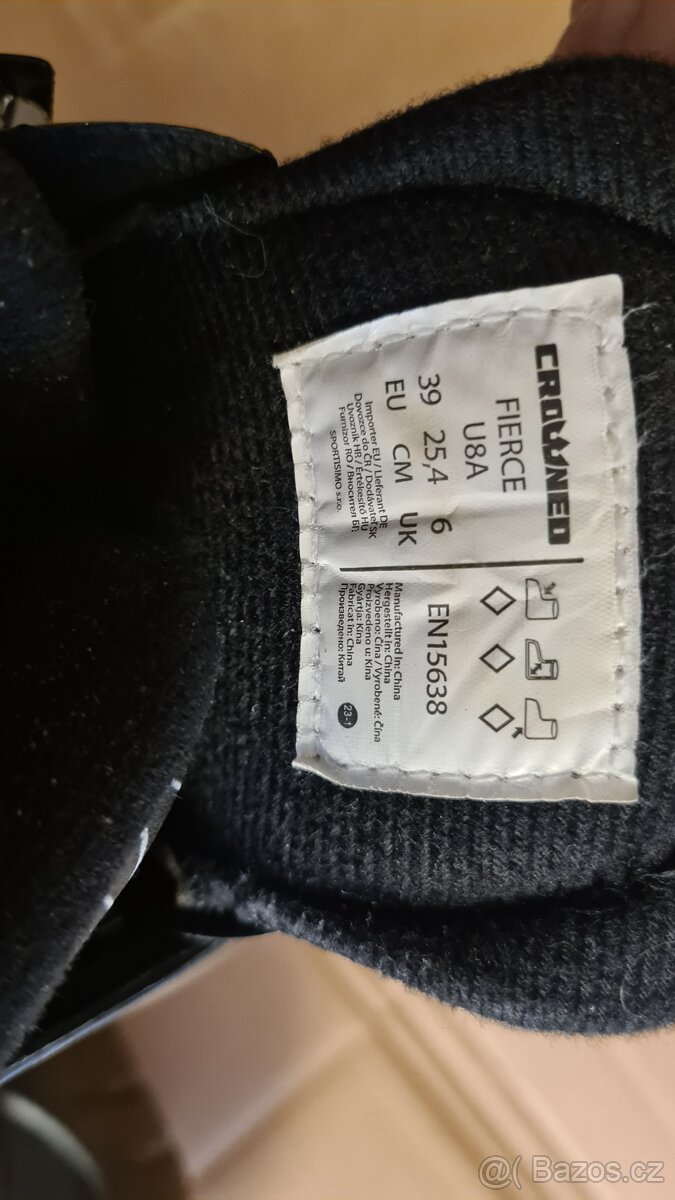 CROWNED
FIERCE
U8A
39 25,4 6
EU CM UK
Importer EU / Lieferant DE
Dovozce do ČR / Dodávateľ SK
Uvoznik HR / Értékesítő HU
Furnizor RO / Вносител БГ:
SPORTISIMO s.r.o.
EN15638
Manufactured in: China
Hergestellt in: China
Vyrobeno: Čína / Vyrobené: Čína
Proizvedeno u: Kina
Gyártja: Kína
Fabricat în: China
Произведено: Китай
23-1
@( Bazos.cz